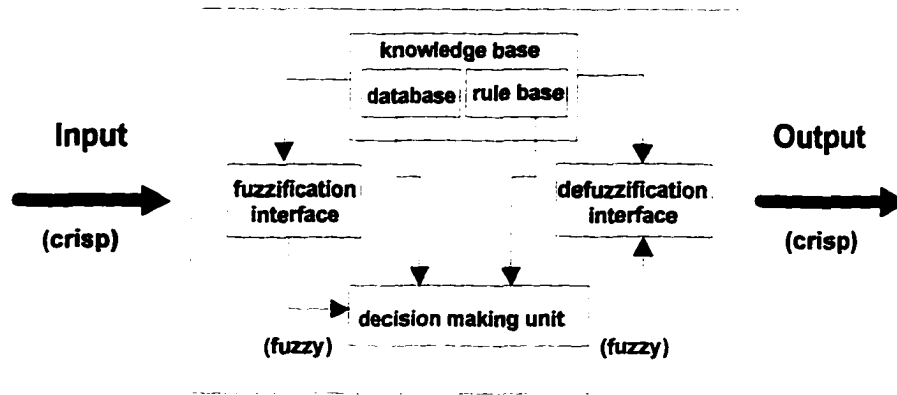 knowledge base
database
rule base
Input
Output
fuzzification
interface
defuzzification
interface
(crisp)
(crisp)
decision making unit
(fuzzy)
(fuzzy)